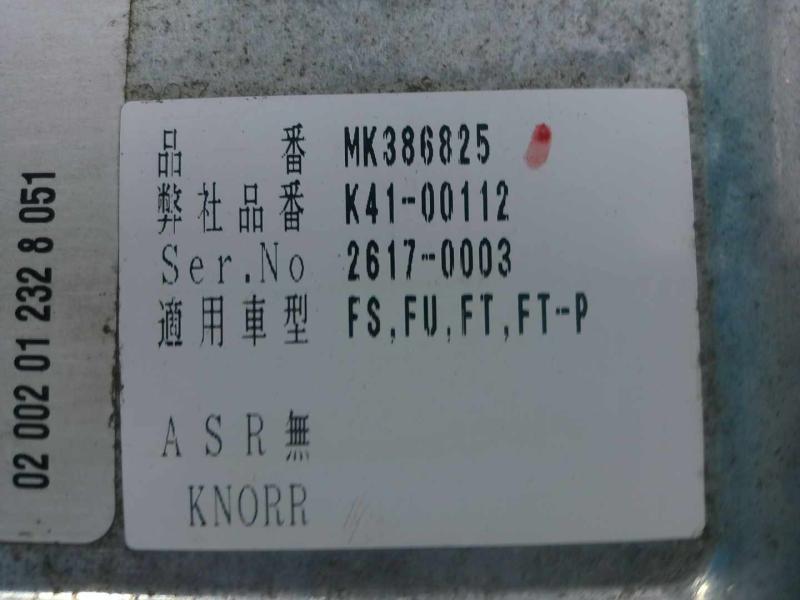 品番 MK386825
弊社品番 K41-00112
Ser.No 2617-0003
適用車型 FS,FU,FT,FT-P
ASR無
KNORR
02 002 01 232 8 051